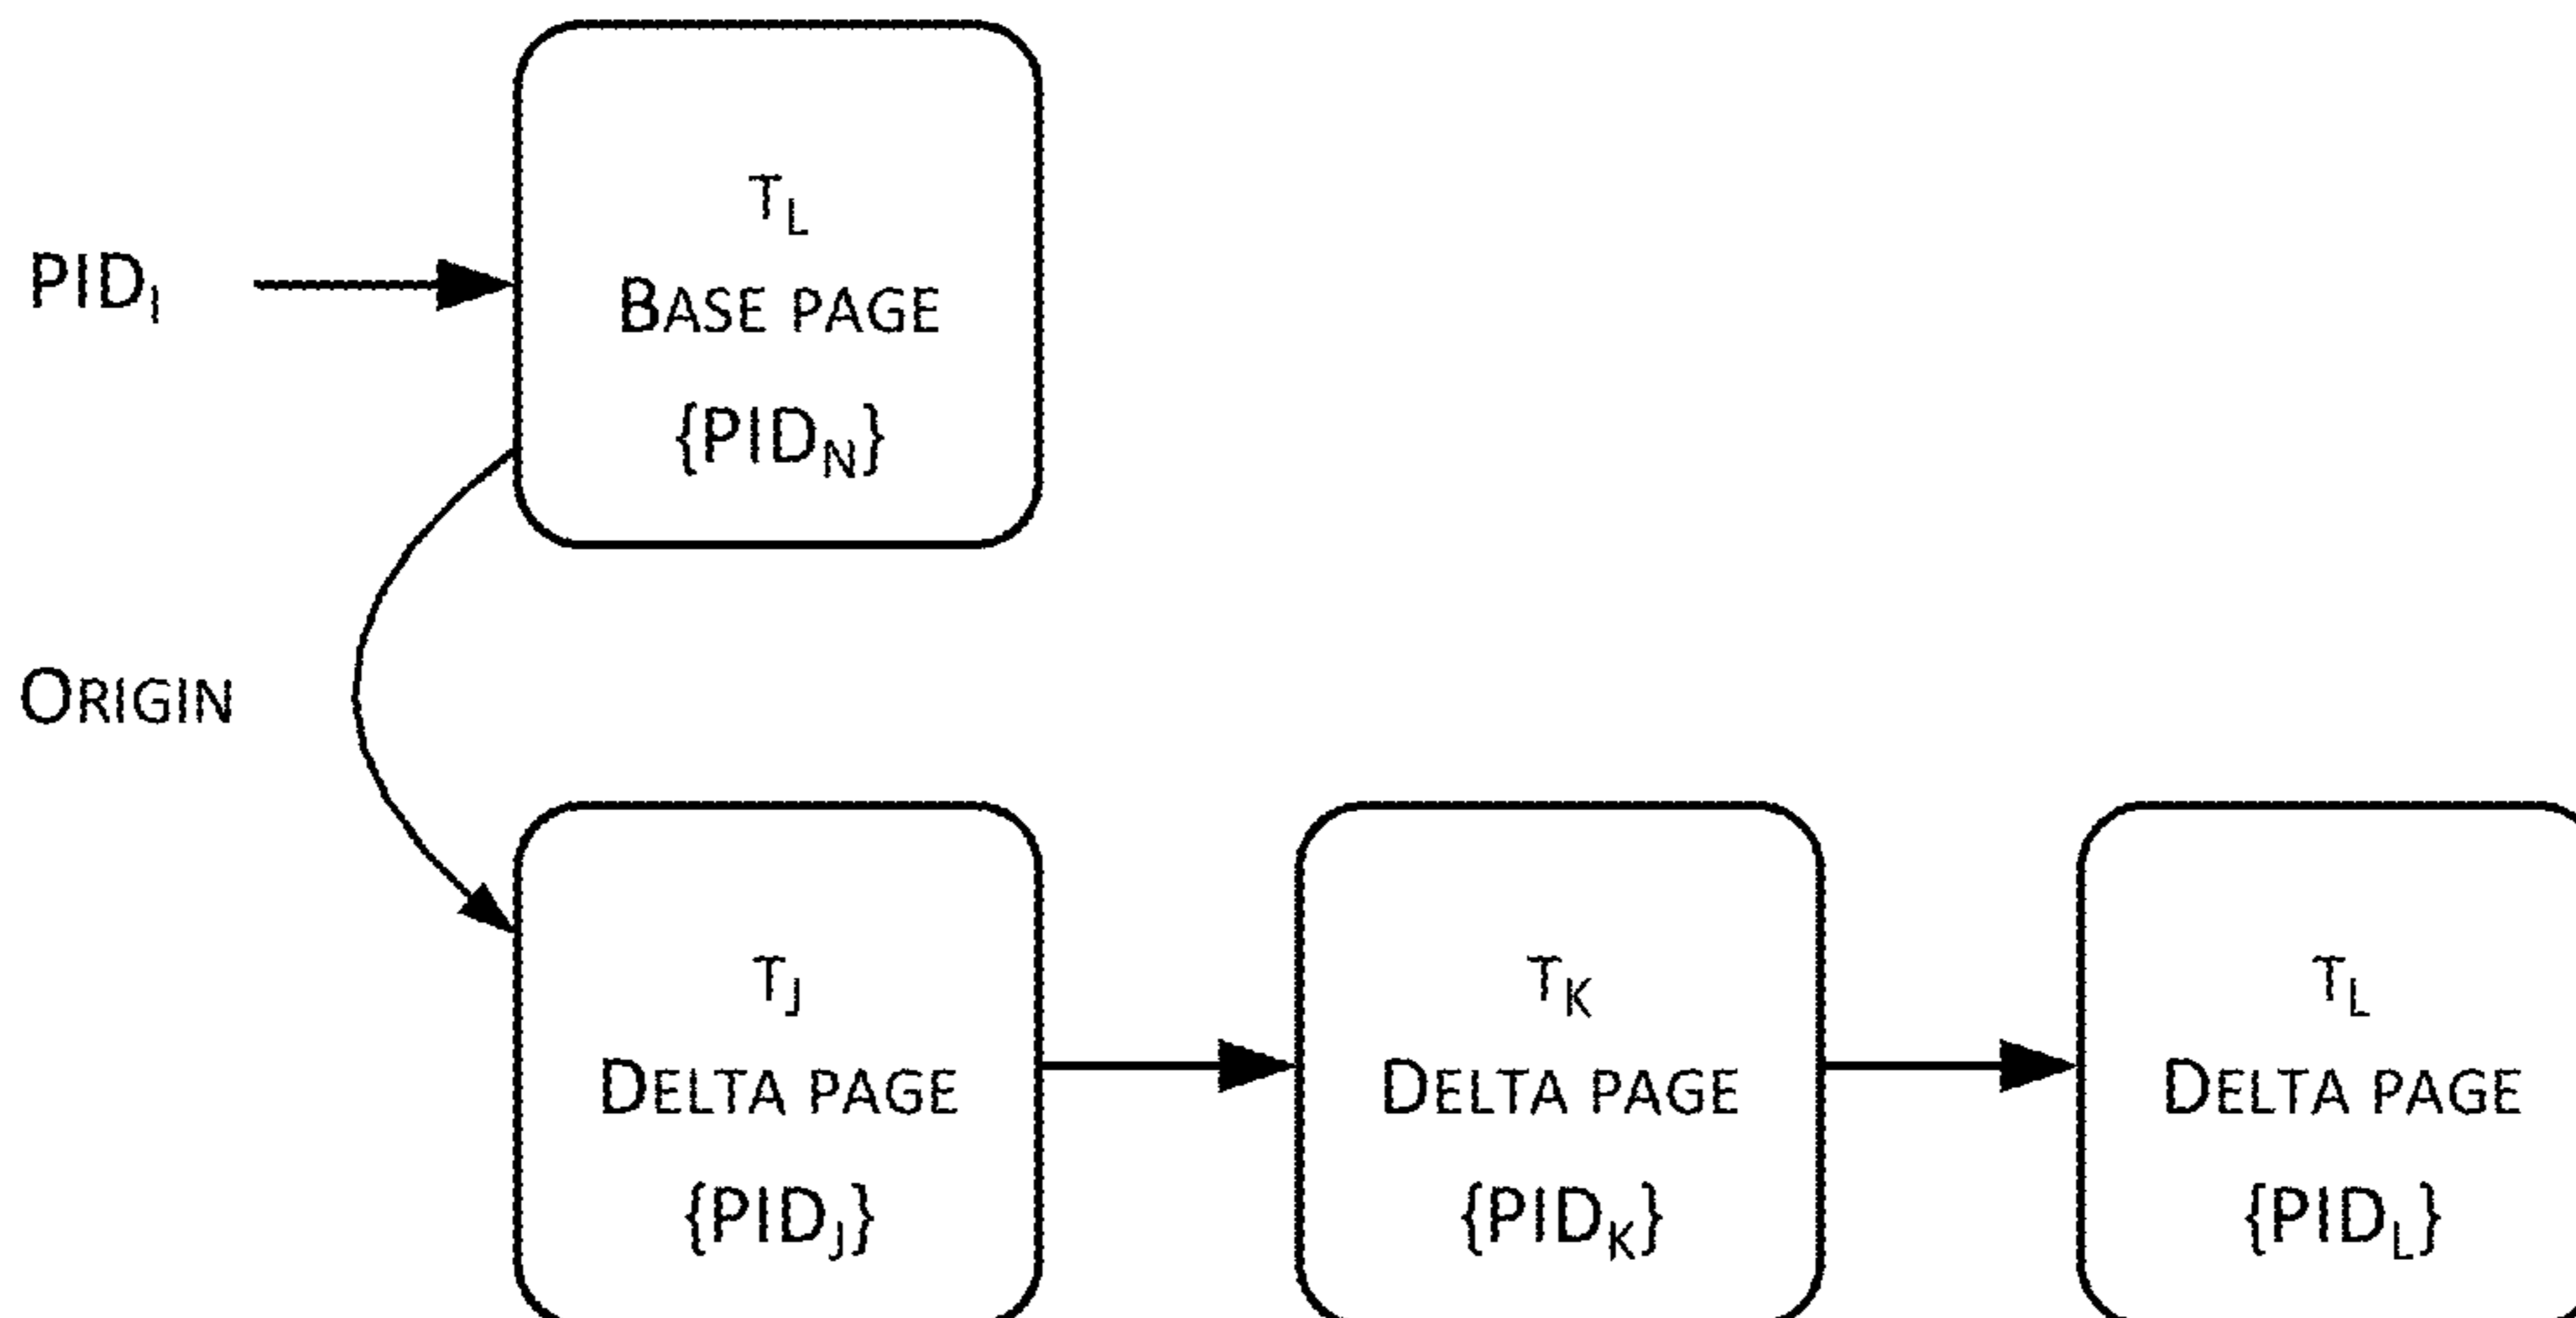 T_L
PID_I
BASE PAGE
{PID_N}
ORIGIN
T_J T_K T_L
DELTA PAGE DELTA PAGE DELTA PAGE
{PID_J} {PID_K} {PID_L}